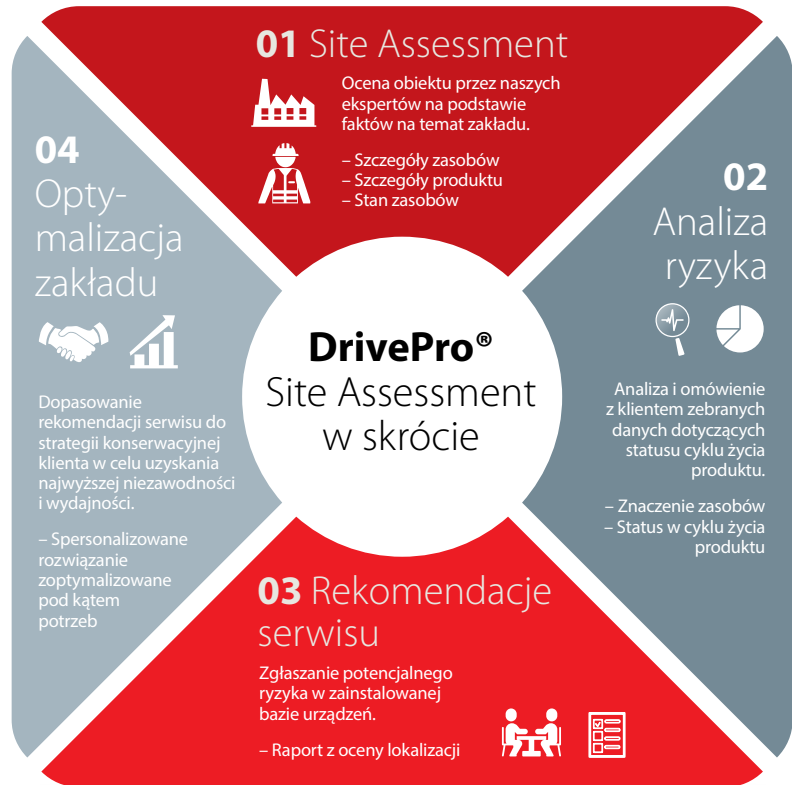 01 Site Assessment
Ocena obiektu przez naszych
ekspertów na podstawie
faktów na temat zakładu.
– Szczegóły zasobów
– Szczegóły produktu
– Stan zasobów
02
Analiza
ryzyka
Analiza i omówienie
z klientem zebranych
danych dotyczących
statusu cyklu życia
produktu.
– Znaczenie zasobów
– Status w cyklu życia
produktu
DrivePro®
Site Assessment
w skrócie
03 Rekomendacje
serwisu
Zgłaszanie potencjalnego
ryzyka w zainstalowanej
bazie urządzeń.
– Raport z oceny lokalizacji
04
Opty-
malizacja
zakładu
Dopasowanie
rekomendacji serwisu do
strategii konserwacyjnej
klienta w celu uzyskania
najwyższej niezawodności
i wydajności.
– Spersonalizowane
rozwiązanie
zoptymalizowane
pod kątem
potrzeb